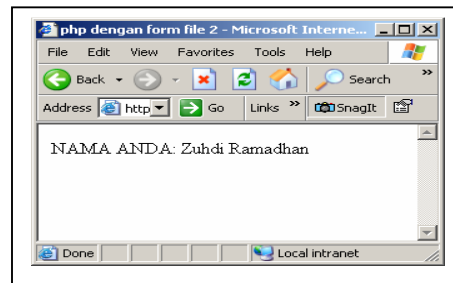 php dengan form file 2 - Microsoft Interne...
File Edit View Favorites Tools Help
Back Search »
Address http Go Links » SnagIt
NAMA ANDA: Zuhdi Ramadhan
Done Local intranet